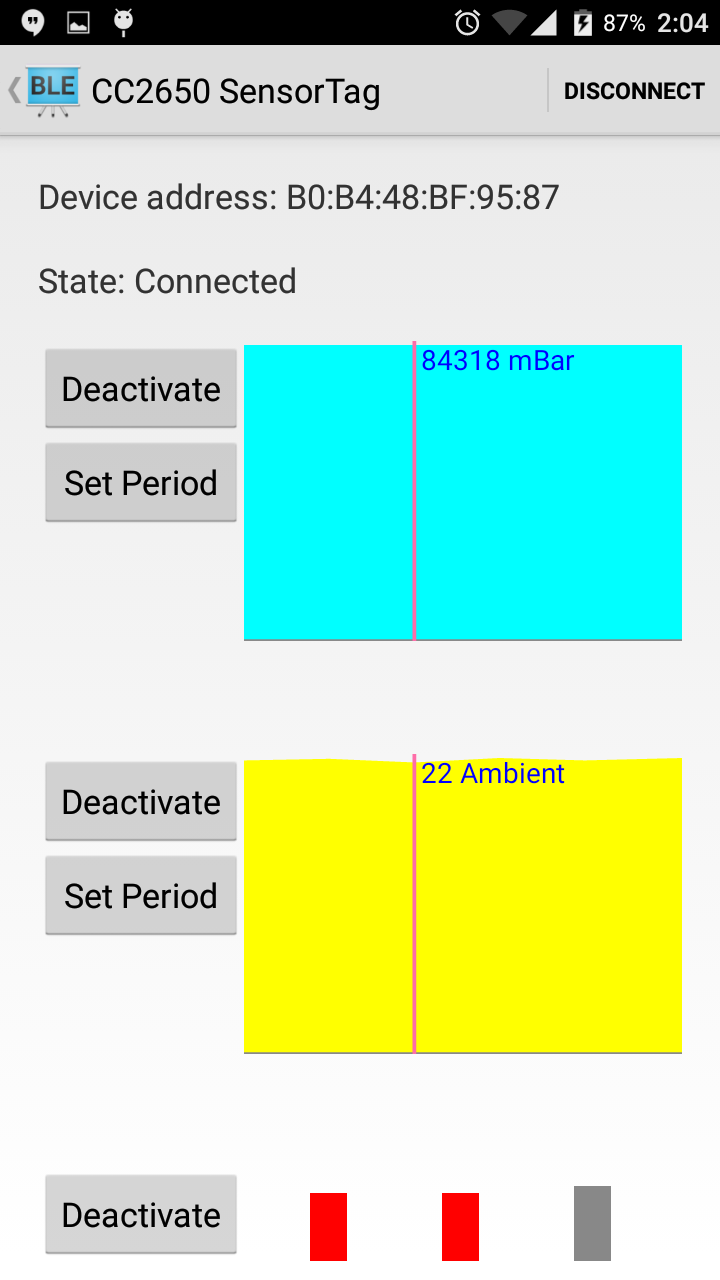 87% 2:04
BLE CC2650 SensorTag DISCONNECT
Device address: B0:B4:48:BF:95:87
State: Connected
Deactivate
84318 mBar
Set Period
Deactivate
22 Ambient
Set Period
Deactivate